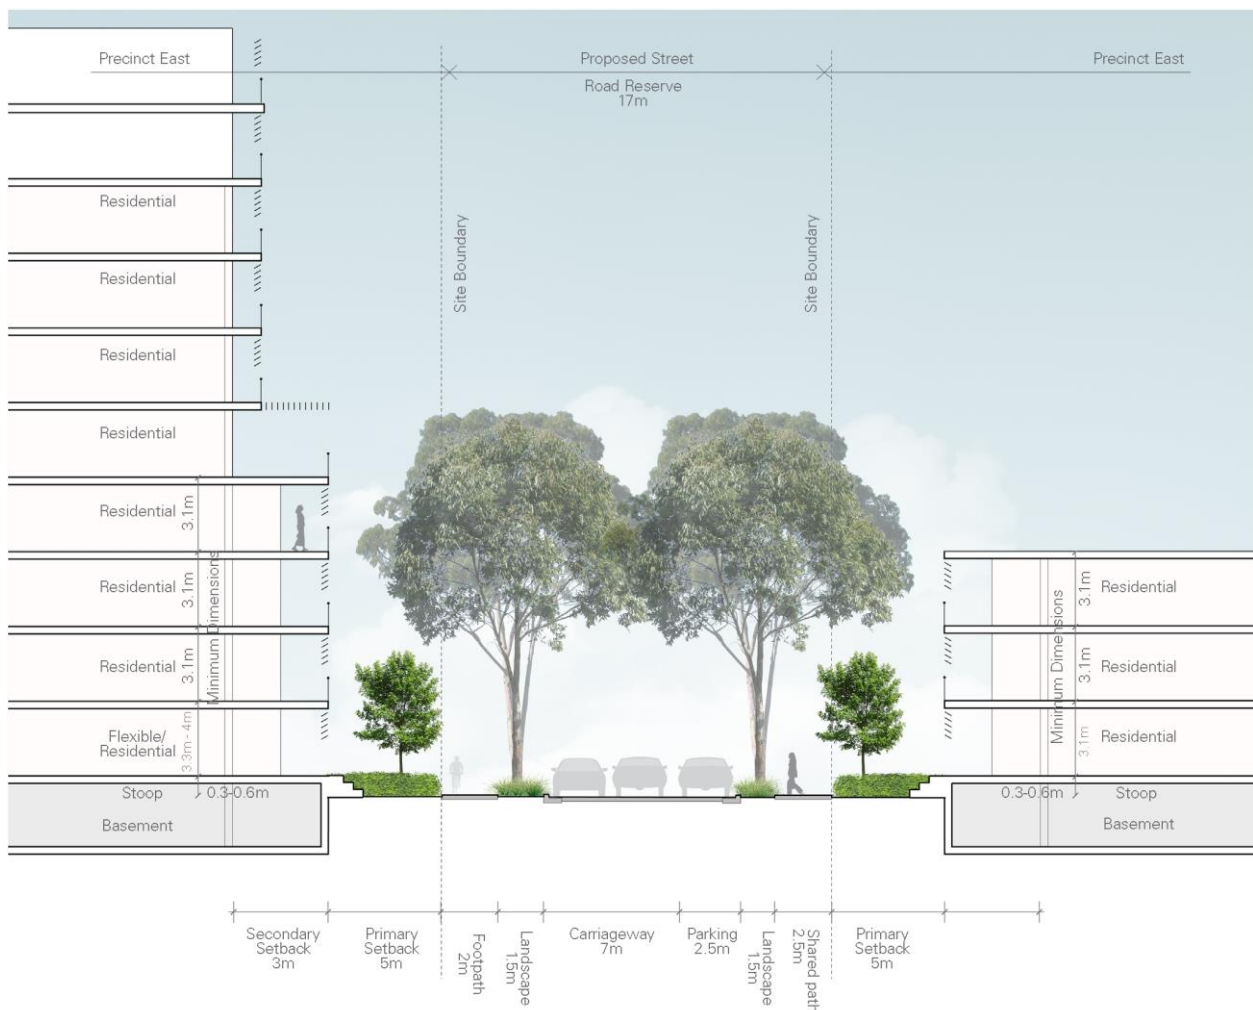 Precinct East
Proposed Street
Precinct East
Road Reserve
17m
Site Boundary
Site Boundary
Residential
Residential
Residential
Residential
Residential
3.1m
Residential
3.1m
Residential
3.1m
Flexible/
Residential
3.3m - 4m
Minimum Dimensions
Stoop
0.3-0.6m
Basement
Residential
3.1m
Residential
3.1m
Residential
3.1m
Minimum Dimensions
0.3-0.6m
Stoop
Basement
Secondary
Setback
3m
Primary
Setback
5m
Footpath
2m
Landscape
1.5m
Carriageway
7m
Parking
2.5m
Landscape
1.5m
Shared path
2.5m
Primary
Setback
5m